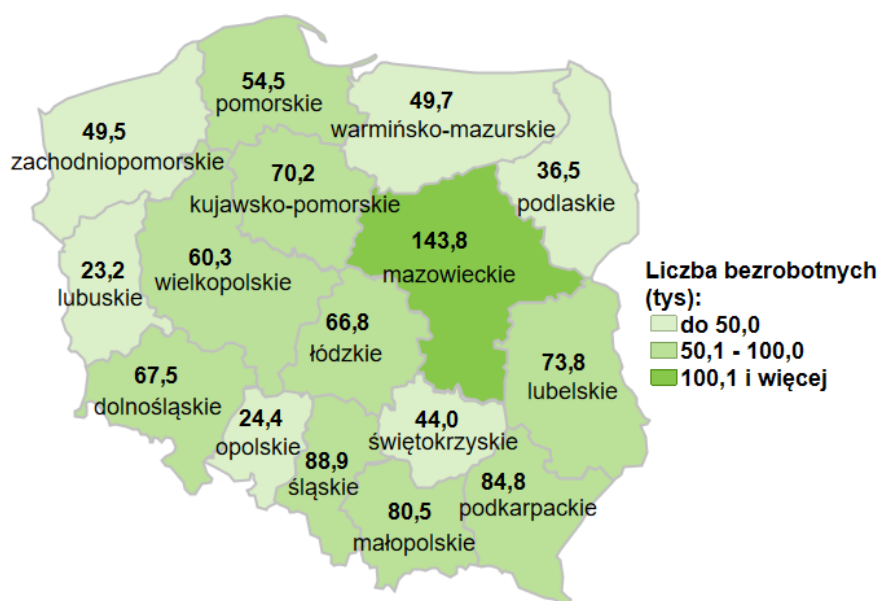 54,5
pomorskie
49,7
warmińsko-mazurskie
49,5
zachodniopomorskie
70,2
kujawsko-pomorskie
36,5
podlaskie
143,8
mazowieckie
23,2
lubuskie
60,3
wielkopolskie
66,8
łódzkie
73,8
lubelskie
67,5
dolnośląskie
24,4
opolskie
88,9
śląskie
44,0
świętokrzyskie
80,5
małopolskie
84,8
podkarpackie
Liczba bezrobotnych
(tys):
do 50,0
50,1 - 100,0
100,1 i więcej